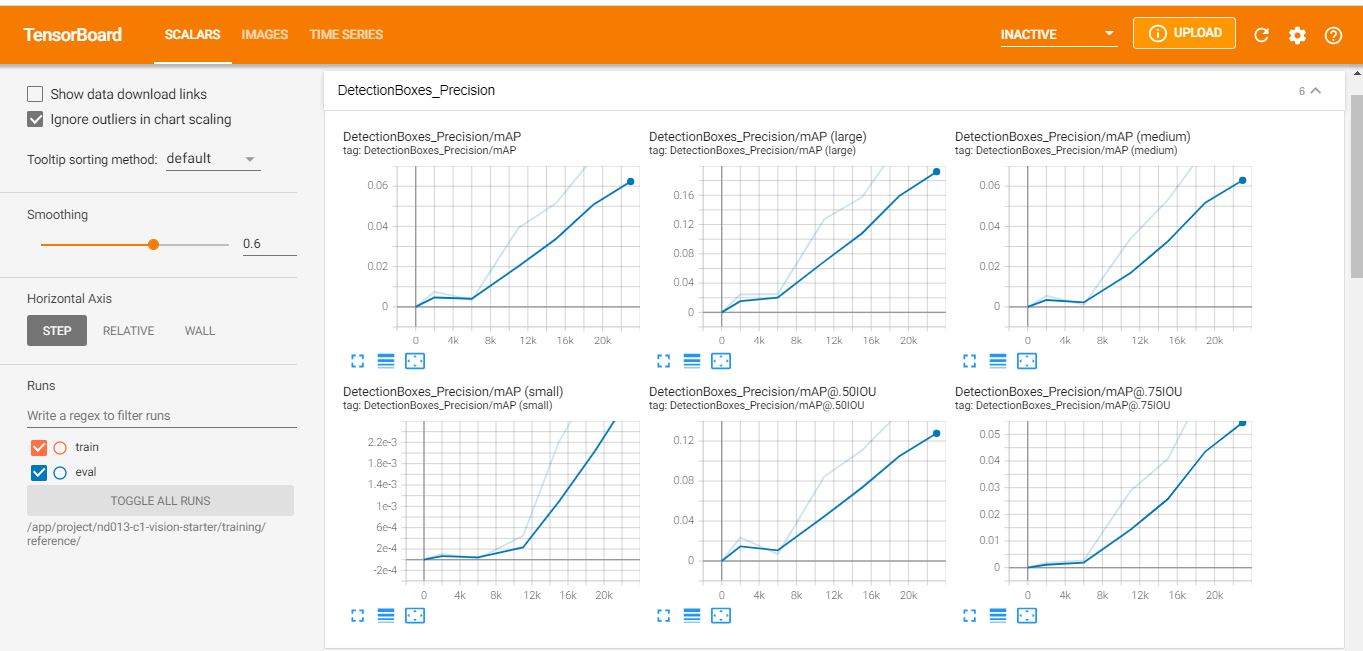 TensorBoard SCALARS IMAGES TIME SERIES INACTIVE UPLOAD
Show data download links
Ignore outliers in chart scaling
Tooltip sorting method: default
Smoothing
0.6
Horizontal Axis
STEP RELATIVE WALL
Runs
Write a regex to filter runs
train
eval
TOGGLE ALL RUNS
/app/project/nd013-c1-vision-starter/training/
reference/
DetectionBoxes_Precision 6
DetectionBoxes_Precision/mAP
tag: DetectionBoxes_Precision/mAP
0.06
0.04
0.02
0
0 4k 8k 12k 16k 20k
DetectionBoxes_Precision/mAP (large)
tag: DetectionBoxes_Precision/mAP (large)
0.16
0.12
0.08
0.04
0
0 4k 8k 12k 16k 20k
DetectionBoxes_Precision/mAP (medium)
tag: DetectionBoxes_Precision/mAP (medium)
0.06
0.04
0.02
0
0 4k 8k 12k 16k 20k
DetectionBoxes_Precision/mAP (small)
tag: DetectionBoxes_Precision/mAP (small)
2.2e-3
1.8e-3
1.4e-3
1e-3
6e-4
2e-4
-2e-4
0 4k 8k 12k 16k 20k
DetectionBoxes_Precision/mAP@.50IOU
tag: DetectionBoxes_Precision/mAP@.50IOU
0.12
0.08
0.04
0
0 4k 8k 12k 16k 20k
DetectionBoxes_Precision/mAP@.75IOU
tag: DetectionBoxes_Precision/mAP@.75IOU
0.05
0.04
0.03
0.02
0.01
0
0 4k 8k 12k 16k 20k